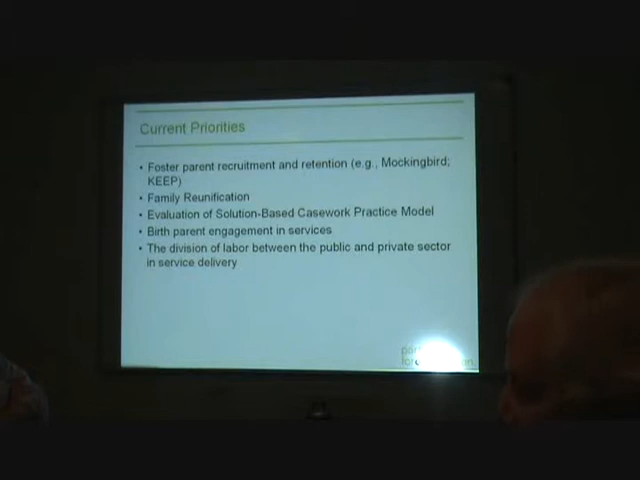 Current Priorities
• Foster parent recruitment and retention (e.g., Mockingbird;
KEEP)
• Family Reunification
• Evaluation of Solution-Based Casework Practice Model
• Birth parent engagement in services
• The division of labor between the public and private sector
in service delivery